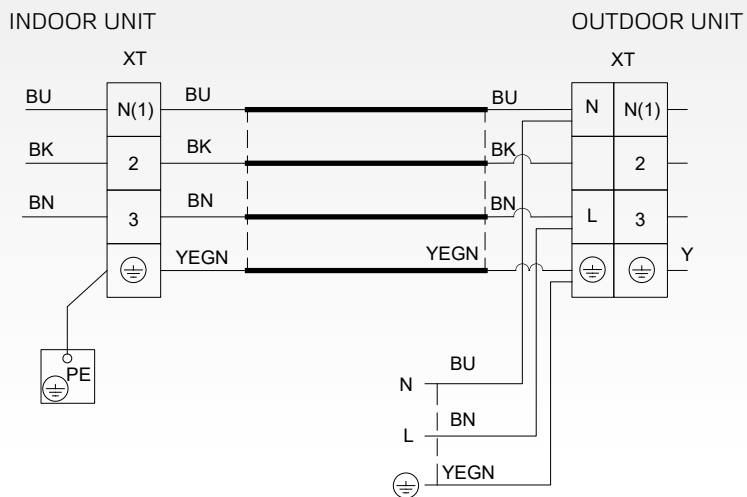 INDOOR UNIT
OUTDOOR UNIT
XT
XT
BU
N(1)
BU
BU
N
N(1)
BK
2
BK
BK
2
BN
3
BN
BN
L
3
YEGN
YEGN
Y
PE
N
BU
L
BN
YEGN